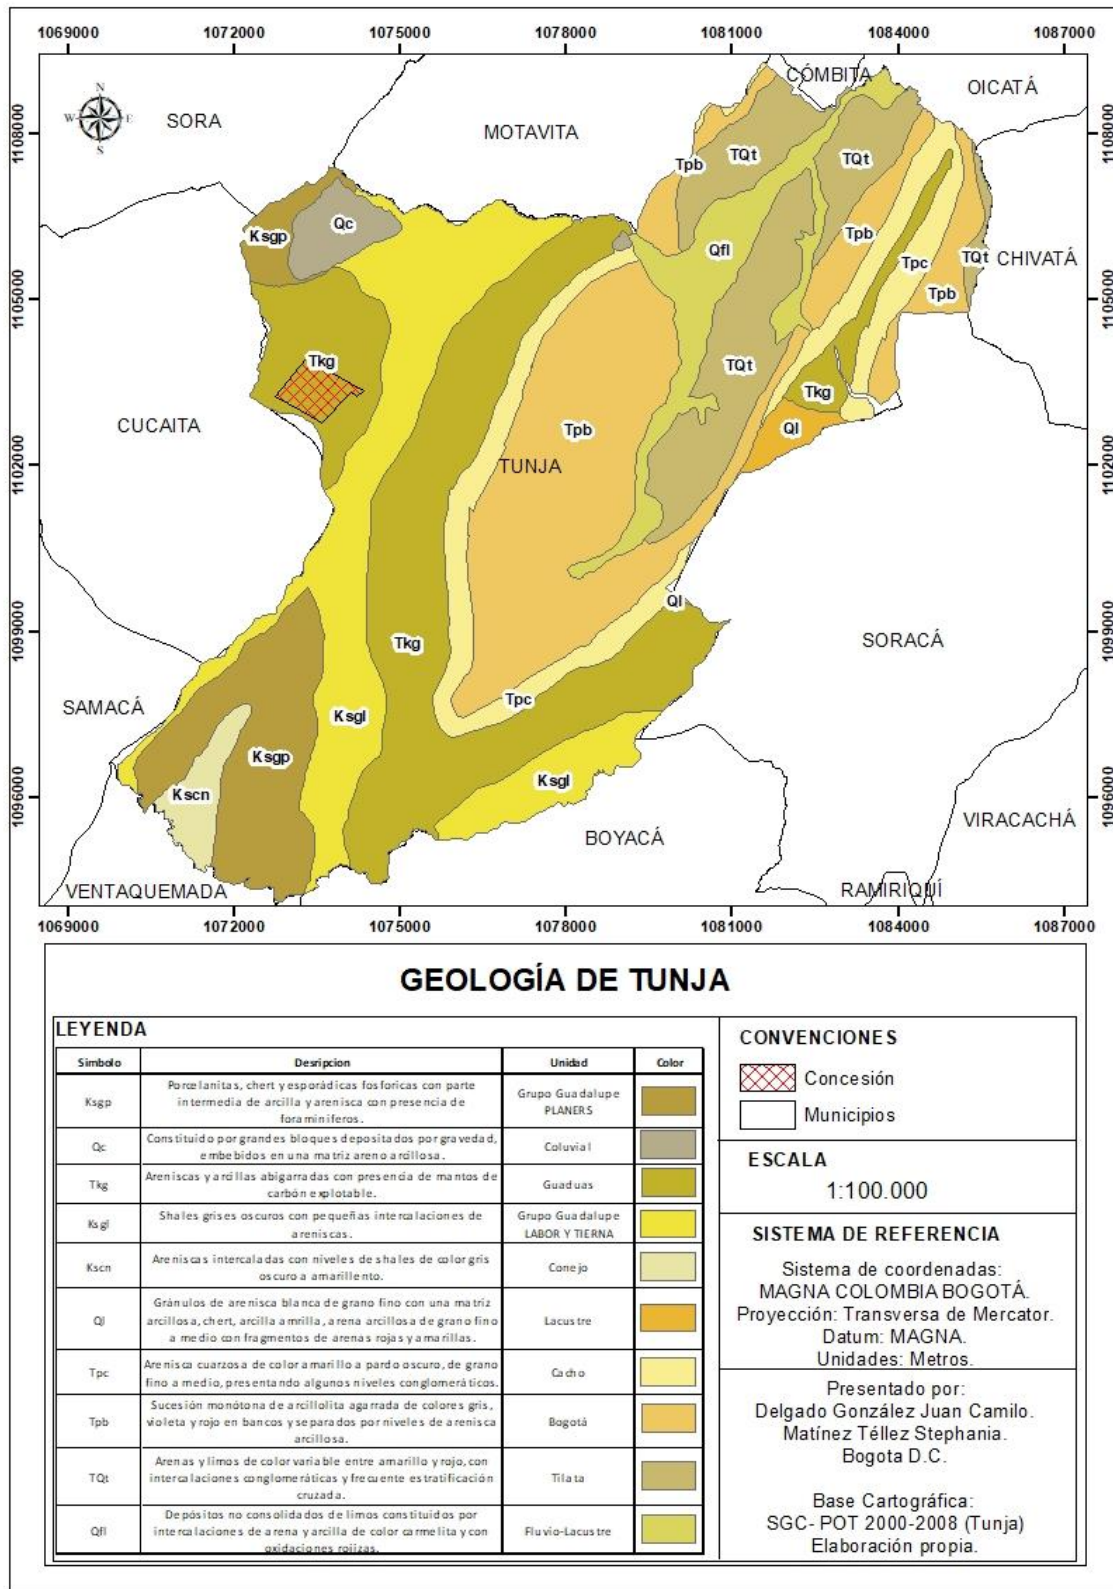 1069000 1072000 1075000 1078000 1081000 1084000 1087000
1108000
1105000
1102000
1099000
1096000
1108000
1105000
1102000
1099000
1096000
N
W E
S
SORA
MOTAVITA
CÓMBITA
OICATÁ
CHIVATÁ
CUCAITA
TUNJA
SORACÁ
SAMACÁ
BOYACÁ
VIRACACHÁ
VENTAQUEMADA
RAMIRIQUÍ
Ksgp
Qc
Tpb
TQt
TQt
Qfl
Tpb
Tpc
TQt
Tpb
Tkg
TQt
Tkg
Tpb
Ql
Ql
Tkg
Tpc
Ksgl
Ksgp
Ksgl
Kscn
1069000 1072000 1075000 1078000 1081000 1084000 1087000
GEOLOGÍA DE TUNJA
LEYENDA
Simbolo Desripcion Unidad Color
Ksgp Porcelanitas, chert y esporádicas fosforicas con parte
intermedia de arcilla y arenisca con presencia de
foraminiferos.
Grupo Guadalupe
PLANERS
Qc Constituido por grandes bloques depositados por gravedad,
embebidos en una matriz areno arcillosa.
Coluvial
Tkg Areniscas y arcillas abigarradas con presencia de mantos de
carbón explotable.
Guaduas
Ksgl Shales grises oscuros con pequeñas intercalaciones de
areniscas.
Grupo Guadalupe
LABOR Y TIERNA
Kscn Areniscas intercaladas con niveles de shales de color gris
oscuro a amarillento.
Conejo
Ql Gránulos de arenisca blanca de grano fino con una matriz
arcillosa, chert, arcilla amrilla, arena arcillosa de grano fino
a medio con fragmentos de arenas rojas y amarillas.
Lacustre
Tpc Arenisca cuarzosa de color amarillo a pardo oscuro, de grano
fino a medio, presentando algunos niveles conglomeráticos.
Cacho
Tpb Sucesión monótona de arcillolita agarrada de colores gris,
violeta y rojo en bancos y separados por niveles de arenisca
arcillosa.
Bogotá
TQt Arenas y limos de color variable entre amarillo y rojo, con
intercalaciones conglomeráticas y frecuente estratificación
cruzada.
Tilata
Qfl Depósitos no consolidados de limos constituidos por
intercalaciones de arena y arcilla de color carmelita y con
oxidaciones rojizas.
Fluvio-Lacustre
CONVENCIONES
Concesión
Municipios
ESCALA
1:100.000
SISTEMA DE REFERENCIA
Sistema de coordenadas:
MAGNA COLOMBIA BOGOTÁ.
Proyección: Transversa de Mercator.
Datum: MAGNA.
Unidades: Metros.
Presentado por:
Delgado González Juan Camilo.
Matínez Téllez Stephania.
Bogota D.C.
Base Cartográfica:
SGC- POT 2000-2008 (Tunja)
Elaboración propia.